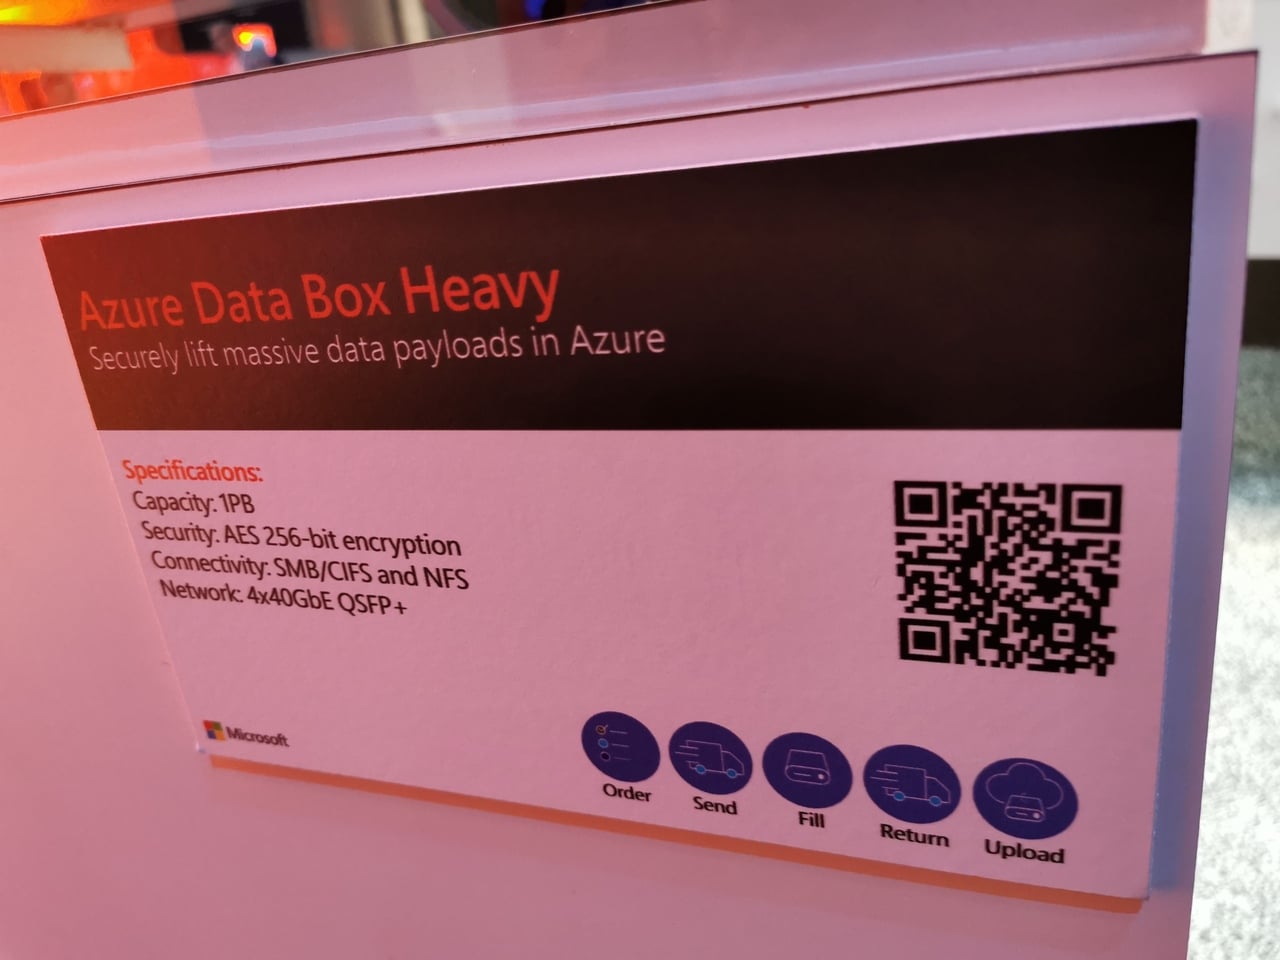 Azure Data Box Heavy
Securely lift massive data payloads in Azure
Specifications:
Capacity: 1PB
Security: AES 256-bit encryption
Connectivity: SMB/CIFS and NFS
Network: 4x40GbE QSFP+
Microsoft
Order
Send
Fill
Return
Upload